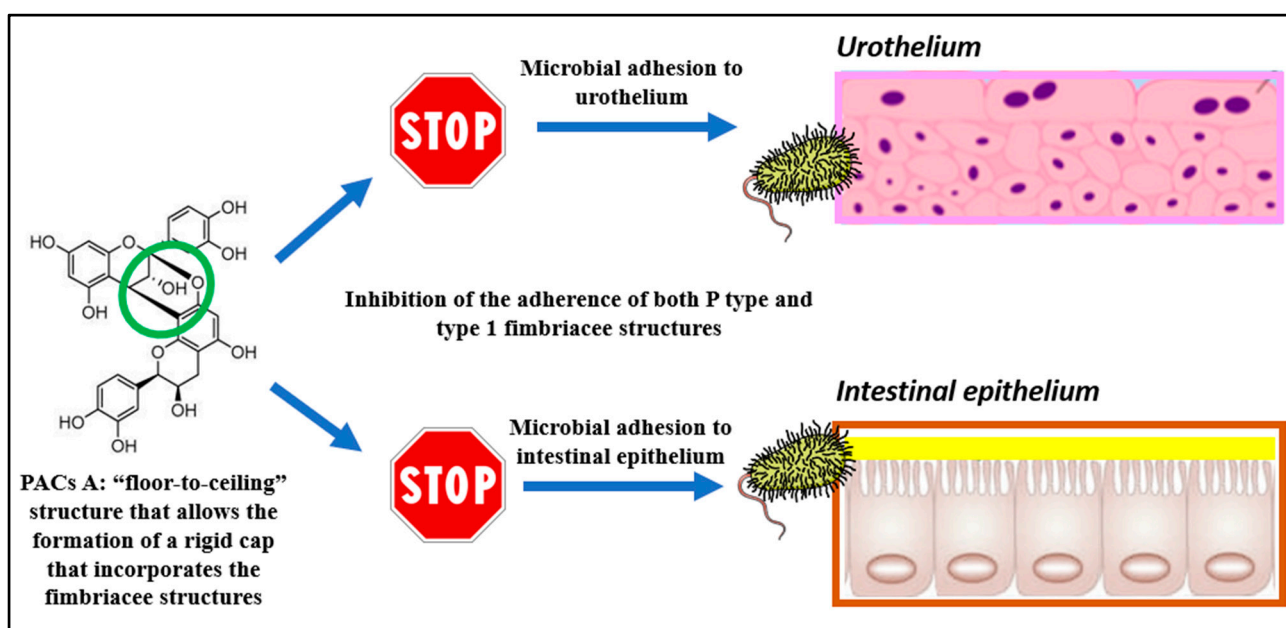 Urothelium
Microbial adhesion to
urothelium
STOP
OH
OH
HO
O
OH
O
OH
O
OH
OH
HO
OH
Inhibition of the adherence of both P type and
type 1 fimbriacee structures
Intestinal epithelium
Microbial adhesion to
intestinal epithelium
STOP
PACs A: “floor-to-ceiling”
structure that allows the
formation of a rigid cap
that incorporates the
fimbriacee structures